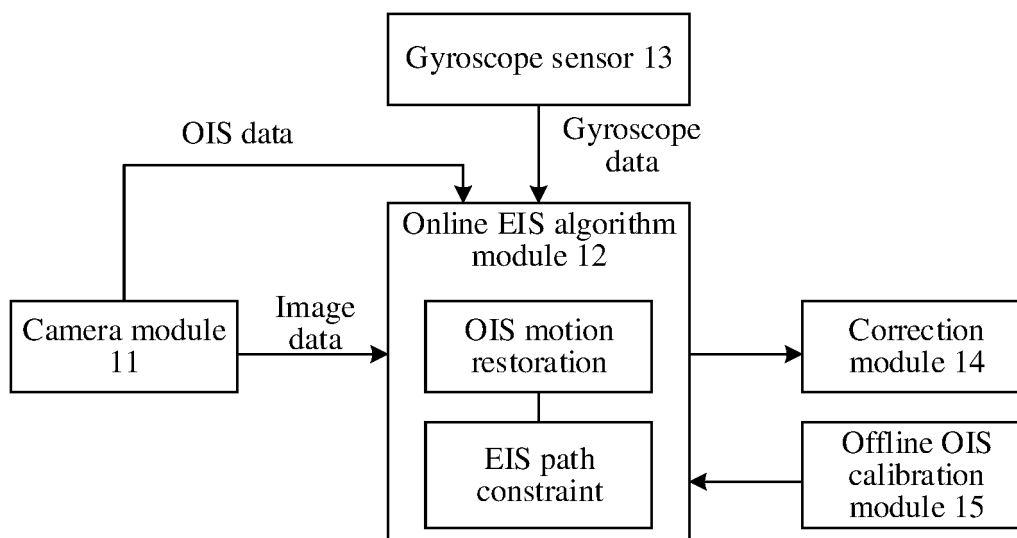 Gyroscope sensor 13
OIS data
Gyroscope
data
Online EIS algorithm
module 12
Camera module
11
Image
data
OIS motion
restoration
Correction
module 14
EIS path
constraint
Offline OIS
calibration
module 15